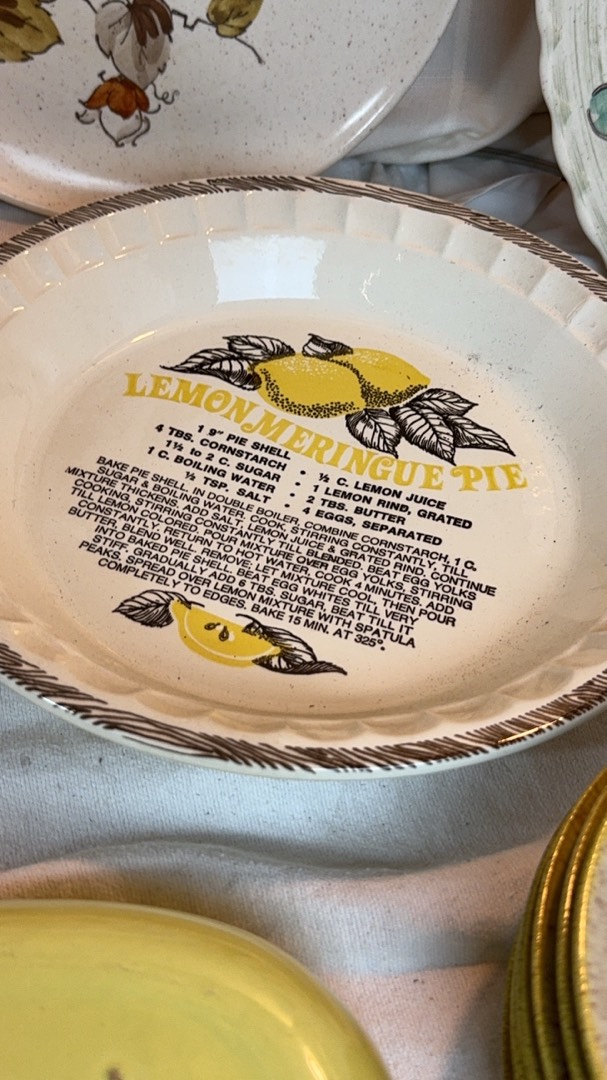 LEMON MERINGUE PIE
1 9" PIE SHELL
4 TBS. CORNSTARCH • ½ C. LEMON JUICE
1½ to 2 C. SUGAR • 1 LEMON RIND, GRATED
1 C. BOILING WATER • 2 TBS. BUTTER
½ TSP. SALT • 4 EGGS, SEPARATED
BAKE PIE SHELL. IN DOUBLE BOILER, COMBINE CORNSTARCH, 1 C.
SUGAR & BOILING WATER. COOK, STIRRING CONSTANTLY, TILL
MIXTURE THICKENS. ADD SALT, LEMON JUICE & GRATED RIND. CONTINUE
COOKING, STIRRING CONSTANTLY, TILL BLENDED. BEAT EGG YOLKS
TILL LEMON COLORED. POUR MIXTURE OVER EGG YOLKS, STIRRING
CONSTANTLY. RETURN TO HOT WATER. COOK 4 MINUTES. ADD
BUTTER, BLEND WELL. REMOVE; LET MIXTURE COOL, THEN POUR
INTO BAKED PIE SHELL. BEAT EGG WHITES TILL VERY
STIFF. GRADUALLY ADD 6 TBS. SUGAR, BEAT TILL IT
PEAKS. SPREAD OVER LEMON MIXTURE WITH SPATULA
COMPLETELY TO EDGES. BAKE 15 MIN. AT 325°.